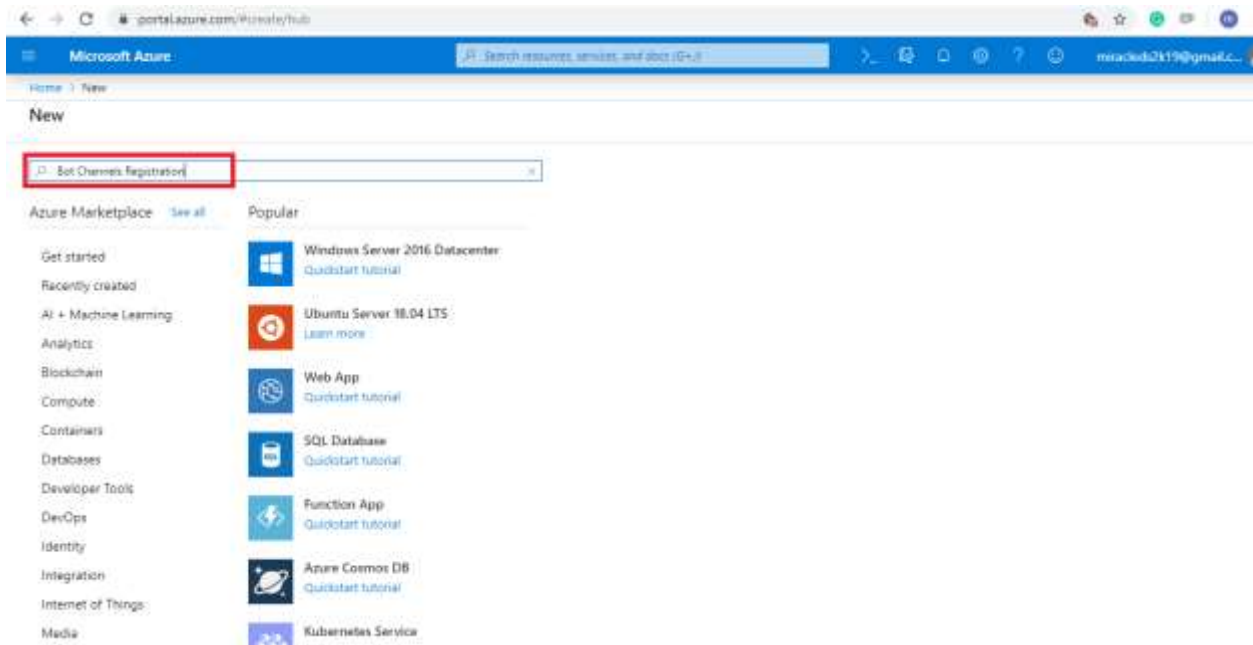 portal.azure.com/#create/hub
Microsoft Azure
Search resources, services, and docs (G+/)
Home > New
New
Bot Channels Registration
Azure Marketplace See all
Popular
Get started
Recently created
AI + Machine Learning
Analytics
Blockchain
Compute
Containers
Databases
Developer Tools
DevOps
Identity
Integration
Internet of Things
Media
Windows Server 2016 Datacenter
Quickstart tutorial
Ubuntu Server 18.04 LTS
Learn more
Web App
Quickstart tutorial
SQL Database
Quickstart tutorial
Function App
Quickstart tutorial
Azure Cosmos DB
Quickstart tutorial
Kubernetes Service